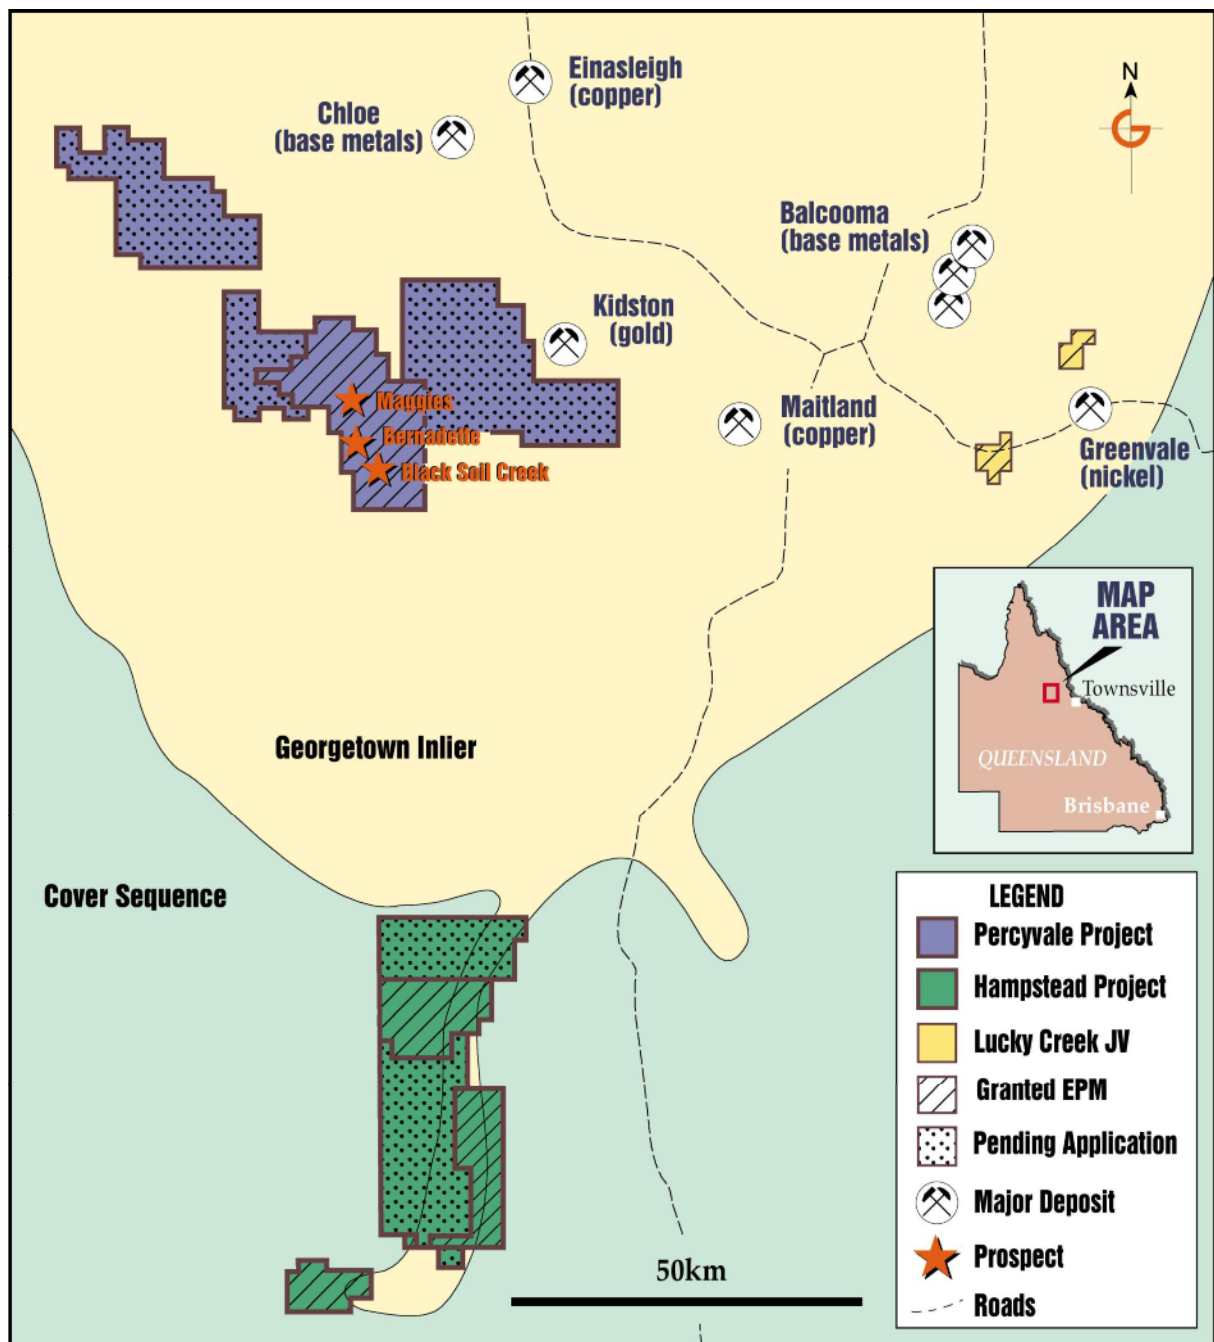 Einasleigh
(copper)
Chloe
(base metals)
N
Balcooma
(base metals)
Kidston
(gold)
Maggies
Bernadette
Black Soil Creek
Maitland
(copper)
Greenvale
(nickel)
MAP
AREA
Townsville
QUEENSLAND
Brisbane
Georgetown Inlier
Cover Sequence
LEGEND
Percyvale Project
Hampstead Project
Lucky Creek JV
Granted EPM
Pending Application
Major Deposit
Prospect
Roads
50km